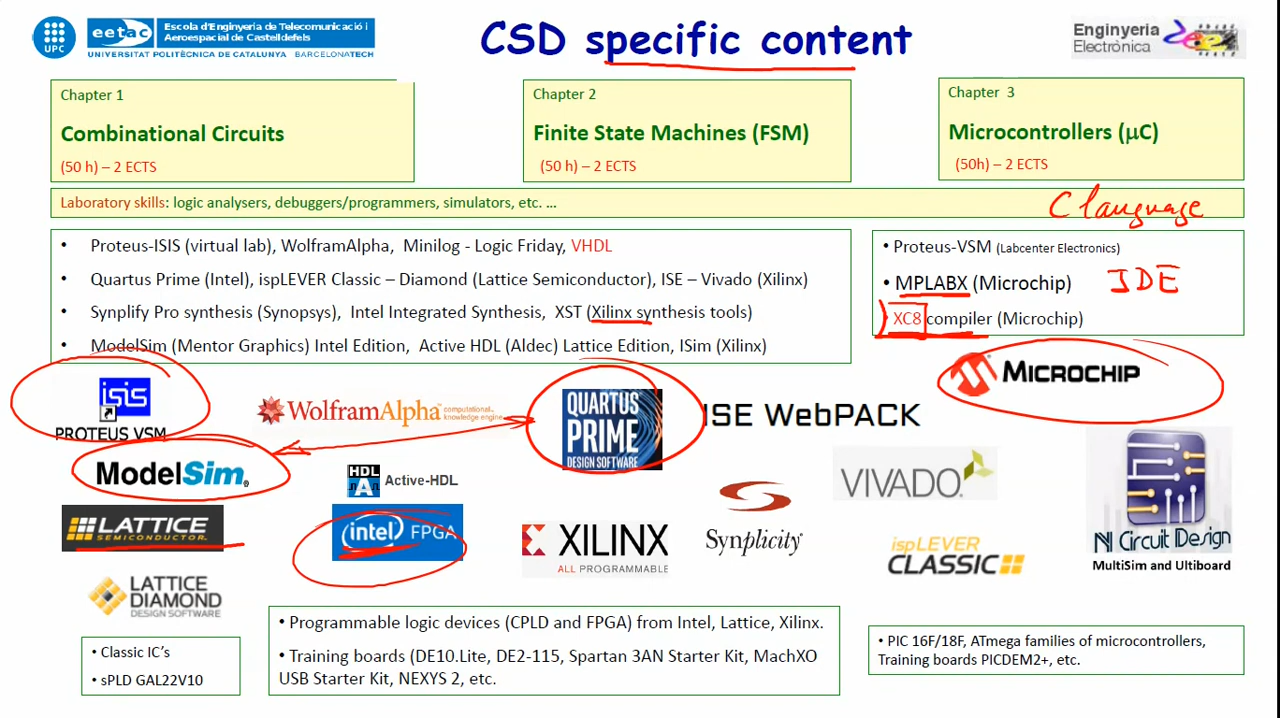 UPC
eetac
Escola d'Enginyeria de Telecomunicació i
Aeroespacial de Castelldefels
UNIVERSITAT POLITÈCNICA DE CATALUNYA BARCELONATECH
CSD specific content
Enginyeria
Electrònica
Chapter 1
Combinational Circuits
(50 h) – 2 ECTS
Chapter 2
Finite State Machines (FSM)
(50 h) – 2 ECTS
Chapter 3
Microcontrollers (µC)
(50h) – 2 ECTS
Laboratory skills: logic analysers, debuggers/programmers, simulators, etc. ...
C language
• Proteus-ISIS (virtual lab), WolframAlpha, Minilog - Logic Friday, VHDL
• Quartus Prime (Intel), ispLEVER Classic – Diamond (Lattice Semiconductor), ISE – Vivado (Xilinx)
• Synplify Pro synthesis (Synopsys), Intel Integrated Synthesis, XST (Xilinx synthesis tools)
• ModelSim (Mentor Graphics) Intel Edition, Active HDL (Aldec) Lattice Edition, ISim (Xilinx)
• Proteus-VSM (Labcenter Electronics)
• MPLABX (Microchip) IDE
XC8 compiler (Microchip)
isis
PROTEUS VSM
WolframAlpha computational knowledge engine
QUARTUS
PRIME
DESIGN SOFTWARE
ISE WebPACK
MICROCHIP
ModelSim
HDL
Active-HDL
VIVADO
LATTICE
SEMICONDUCTOR
intel FPGA
XILINX
ALL PROGRAMMABLE
Synplicity
ispLEVER
CLASSIC
NI Circuit Design
MultiSim and Ultiboard
LATTICE
DIAMOND
DESIGN SOFTWARE
• Classic IC's
• sPLD GAL22V10
• Programmable logic devices (CPLD and FPGA) from Intel, Lattice, Xilinx.
• Training boards (DE10.Lite, DE2-115, Spartan 3AN Starter Kit, MachXO
USB Starter Kit, NEXYS 2, etc.
• PIC 16F/18F, ATmega families of microcontrollers,
Training boards PICDEM2+, etc.